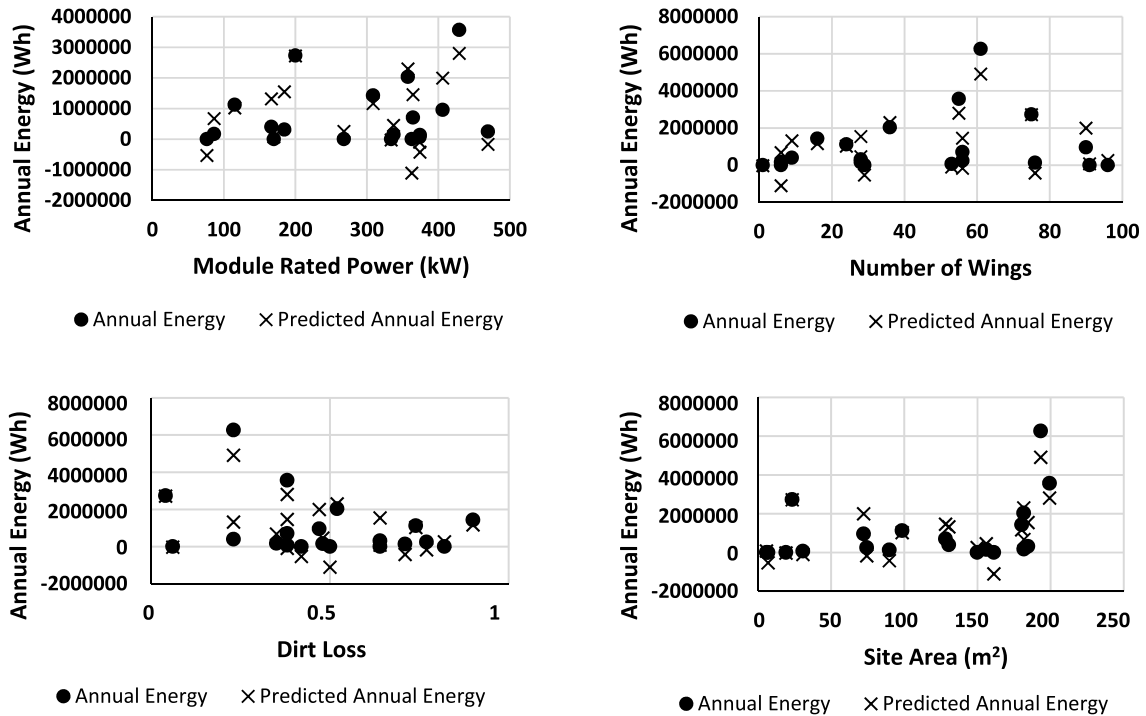 4000000
3000000
2000000
1000000
0
-1000000
-2000000
Annual Energy (Wh)
0 100 200 300 400 500
Module Rated Power (kW)
Annual Energy Predicted Annual Energy
8000000
6000000
4000000
2000000
0
-2000000
Annual Energy (Wh)
0 20 40 60 80 100
Number of Wings
Annual Energy Predicted Annual Energy
8000000
6000000
4000000
2000000
0
-2000000
Annual Energy (Wh)
0 0.5 1
Dirt Loss
Annual Energy Predicted Annual Energy
8000000
6000000
4000000
2000000
0
-2000000
Annual Energy (Wh)
0 50 100 150 200 250
Site Area (m²)
Annual Energy Predicted Annual Energy